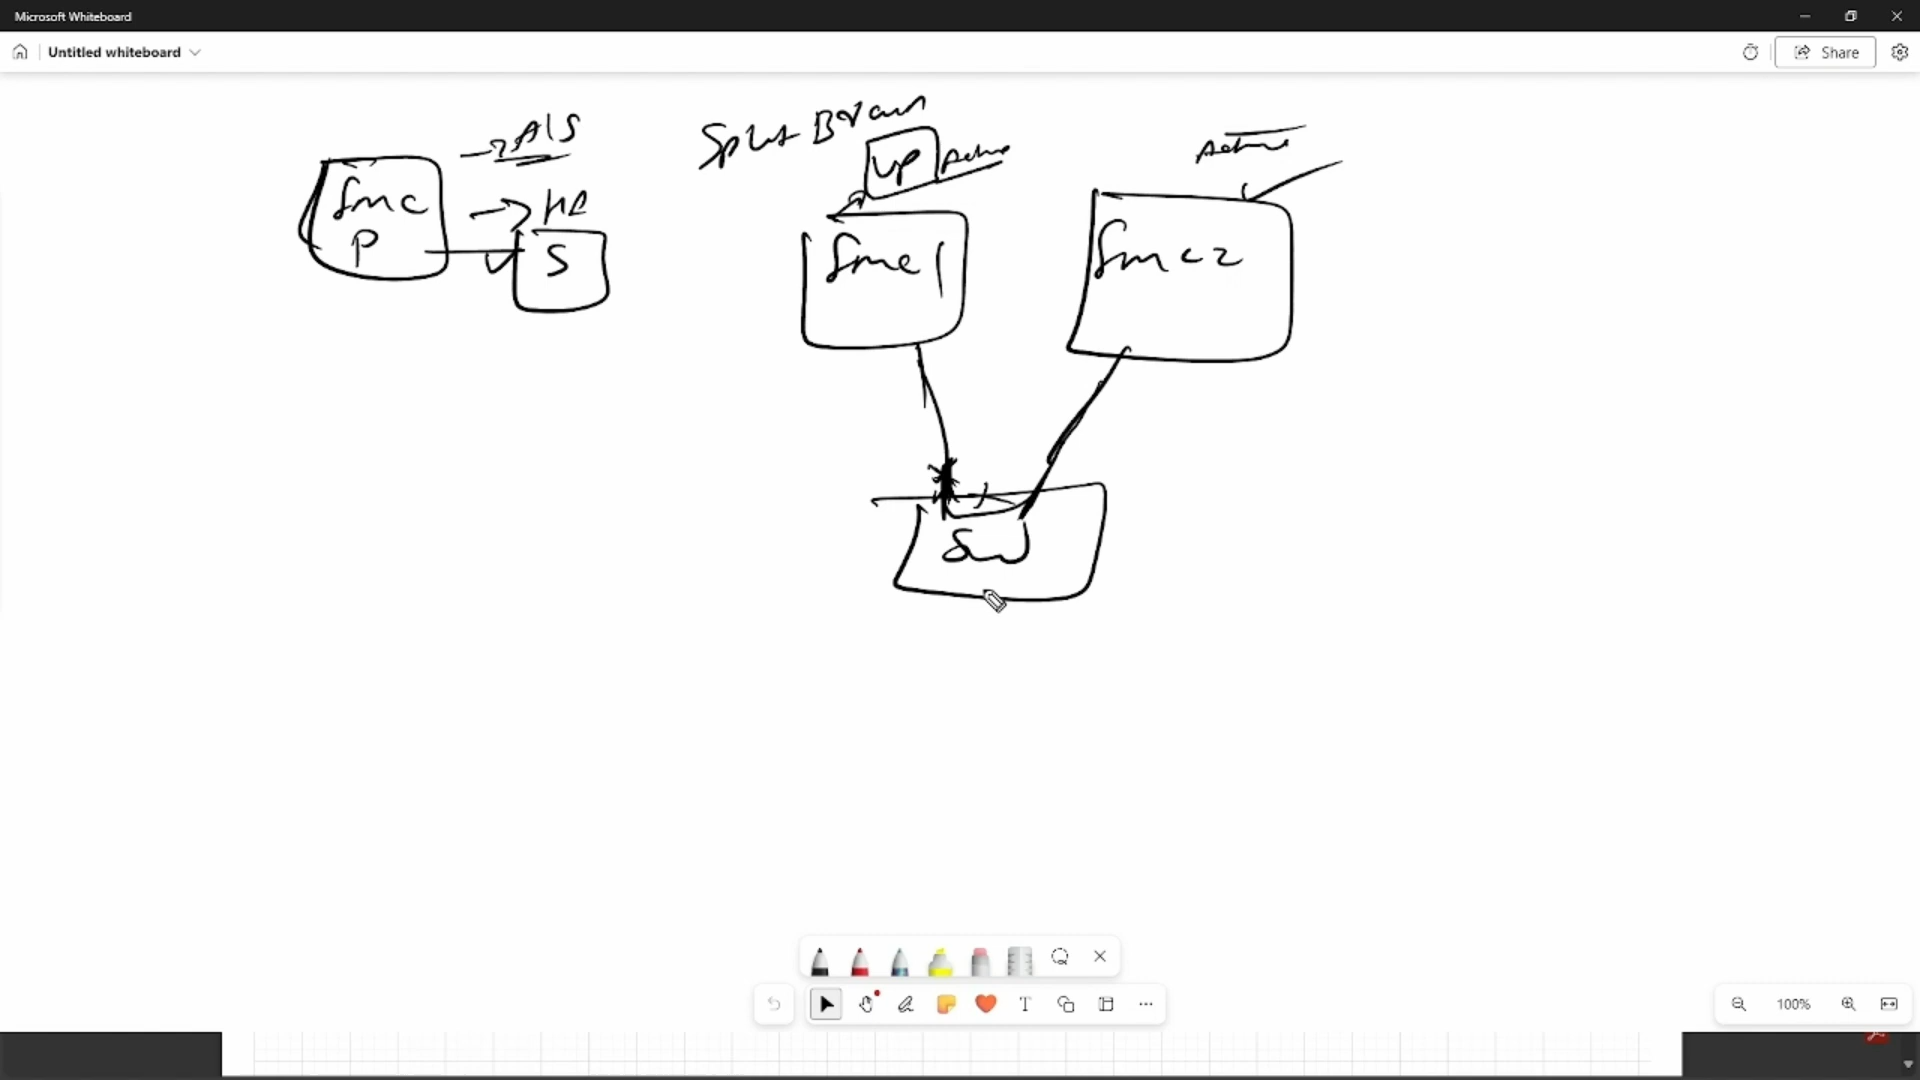 Microsoft Whiteboard
Untitled whiteboard
Share
A/S
fmc
P
HA
S
Split Brain
UP
Active
Active
fmc1
fmc2
SW
100%